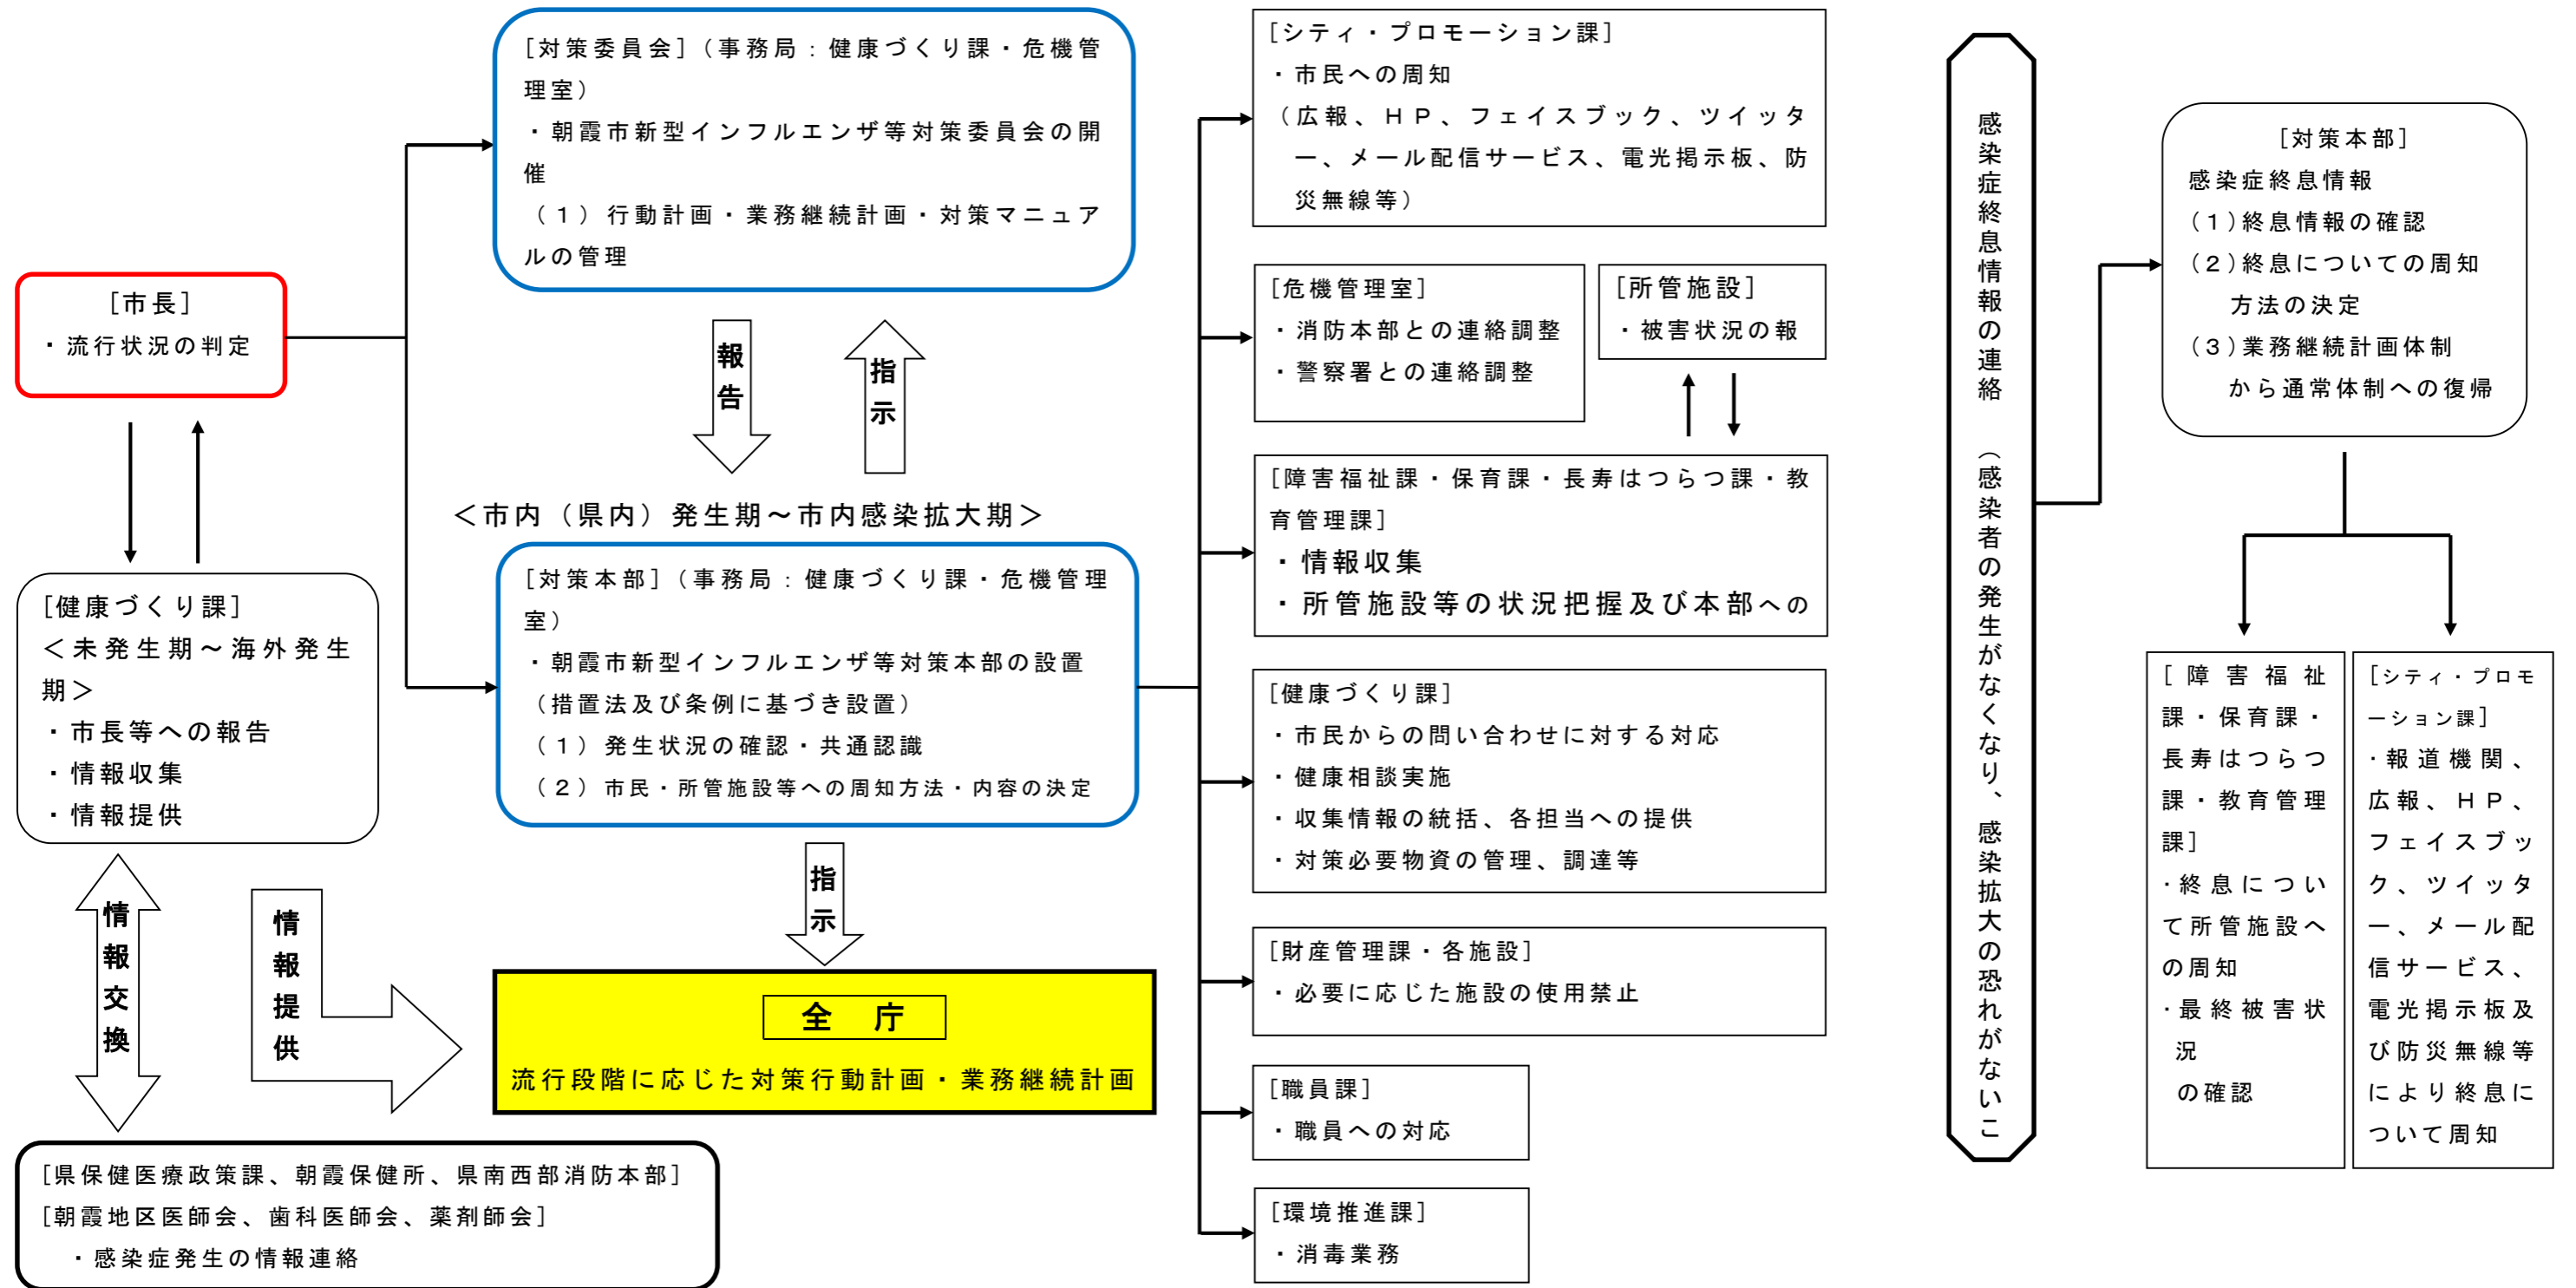 [市長]
・流行状況の判定
[健康づくり課]
＜未発生期～海外発生
期＞
・市長等への報告
・情報収集
・情報提供
情報交換
情報提供
[県保健医療政策課、朝霞保健所、県南西部消防本部]
[朝霞地区医師会、歯科医師会、薬剤師会]
・感染症発生の情報連絡
[対策委員会]（事務局：健康づくり課・危機管
理室）
・朝霞市新型インフルエンザ等対策委員会の開
催
（１）行動計画・業務継続計画・対策マニュア
ルの管理
報告
指示
＜市内（県内）発生期～市内感染拡大期＞
[対策本部]（事務局：健康づくり課・危機管理
室）
・朝霞市新型インフルエンザ等対策本部の設置
（措置法及び条例に基づき設置）
（１）発生状況の確認・共通認識
（２）市民・所管施設等への周知方法・内容の決定
指示
全　庁
流行段階に応じた対策行動計画・業務継続計画
[シティ・プロモーション課]
・市民への周知
（広報、ＨＰ、フェイスブック、ツイッタ
ー、メール配信サービス、電光掲示板、防
災無線等）
[危機管理室]
・消防本部との連絡調整
・警察署との連絡調整
[所管施設]
・被害状況の報
[障害福祉課・保育課・長寿はつらつ課・教
育管理課]
・情報収集
・所管施設等の状況把握及び本部への
[健康づくり課]
・市民からの問い合わせに対する対応
・健康相談実施
・収集情報の統括、各担当への提供
・対策必要物資の管理、調達等
[財産管理課・各施設]
・必要に応じた施設の使用禁止
[職員課]
・職員への対応
[環境推進課]
・消毒業務
感染症終息情報の連絡　（感染者の発生がなくなり、感染拡大の恐れがないこ
[対策本部]
感染症終息情報
（１）終息情報の確認
（２）終息についての周知
方法の決定
（３）業務継続計画体制
から通常体制への復帰
[障害福祉
課・保育課・
長寿はつらつ
課・教育管理
課]
・終息につい
て所管施設へ
の周知
・最終被害状
況
の確認
[シティ・プロモ
ーション課]
・報道機関、
広報、ＨＰ、
フェイスブッ
ク、ツイッタ
ー、メール配
信サービス、
電光掲示板及
び防災無線等
により終息に
ついて周知